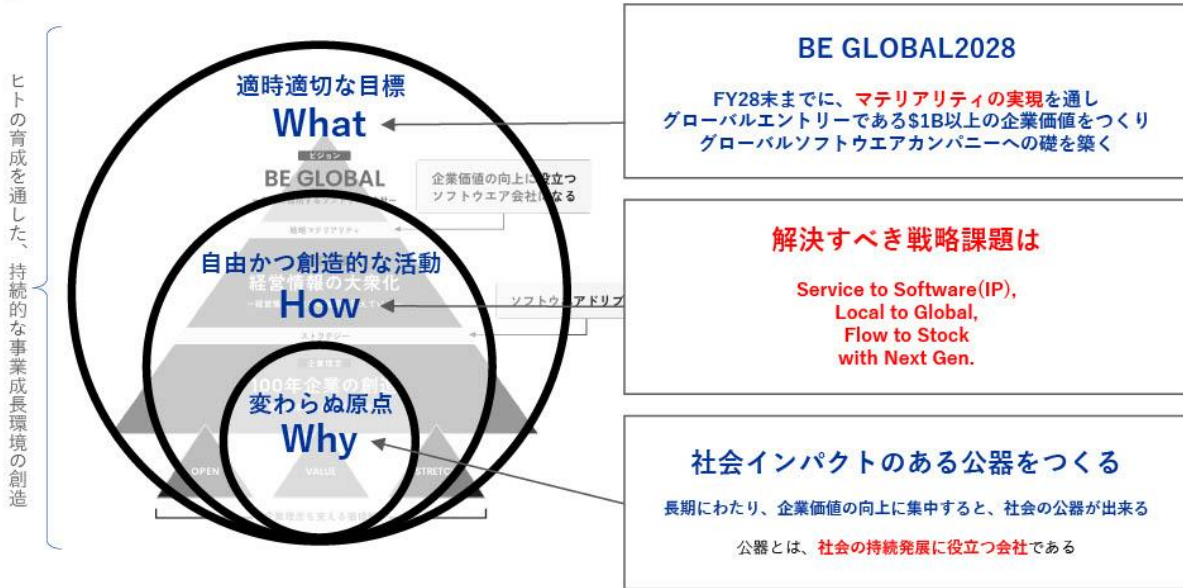 ヒトの育成を通した、持続的な事業成長環境の創造
適時適切な目標
What
ビジョン
BE GLOBAL
企業価値の向上に役立つ
ソフトウエア会社になる
自由かつ創造的な活動
経営情報の大衆化
How
ソフトウエアドリブ
ストラテジー
企業理念
100年企業の創造
変わらぬ原点
Why
OPEN
VALUE
STRETC
BE GLOBAL2028
FY28末までに、マテリアリティの実現を通し
グローバルエントリーである$1B以上の企業価値をつくり
グローバルソフトウエアカンパニーへの礎を築く
解決すべき戦略課題は
Service to Software(IP),
Local to Global,
Flow to Stock
with Next Gen.
社会インパクトのある公器をつくる
長期にわたり、企業価値の向上に集中すると、社会の公器が出来る
公器とは、社会の持続発展に役立つ会社である